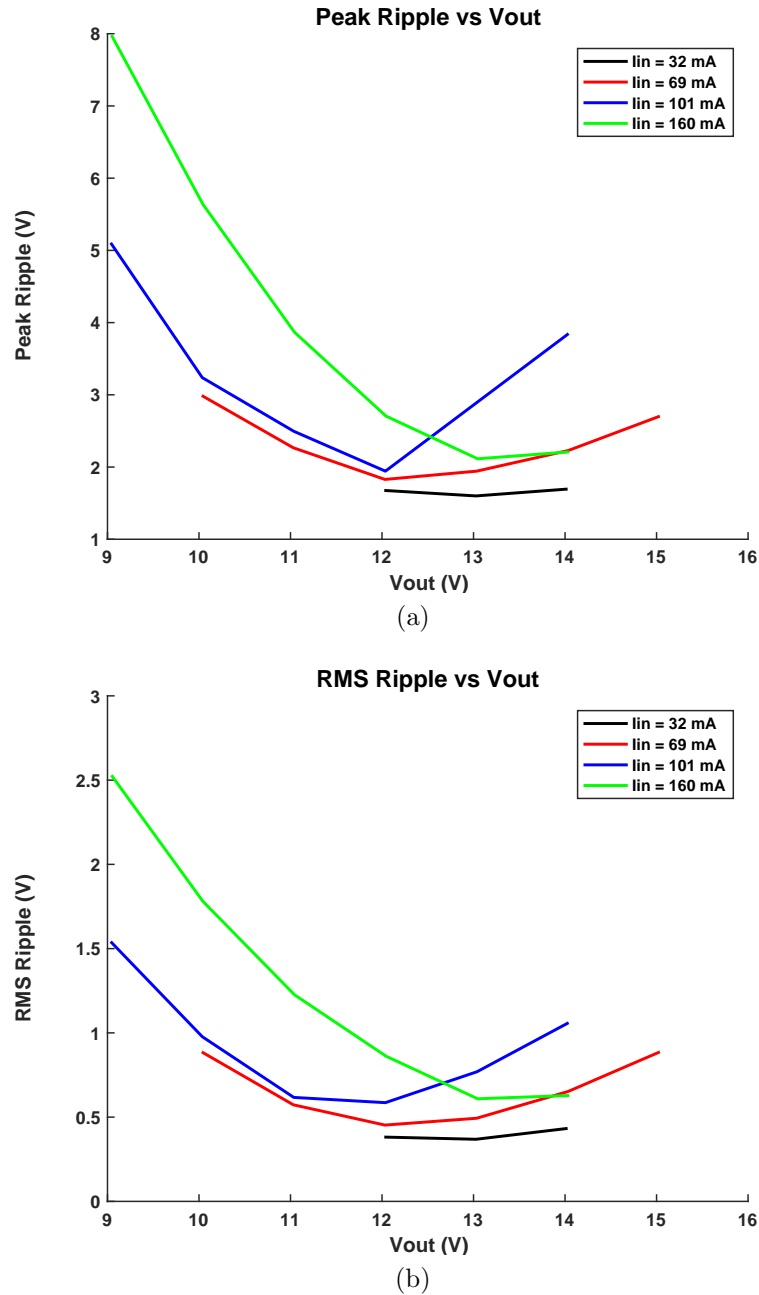 Peak Ripple vs Vout
8
7
6
5
4
3
2
1
Peak Ripple (V)
Iin = 32 mA
Iin = 69 mA
Iin = 101 mA
Iin = 160 mA
9 10 11 12 13 14 15 16
Vout (V)
(a)
RMS Ripple vs Vout
3
2.5
2
1.5
1
0.5
0
RMS Ripple (V)
Iin = 32 mA
Iin = 69 mA
Iin = 101 mA
Iin = 160 mA
9 10 11 12 13 14 15 16
Vout (V)
(b)